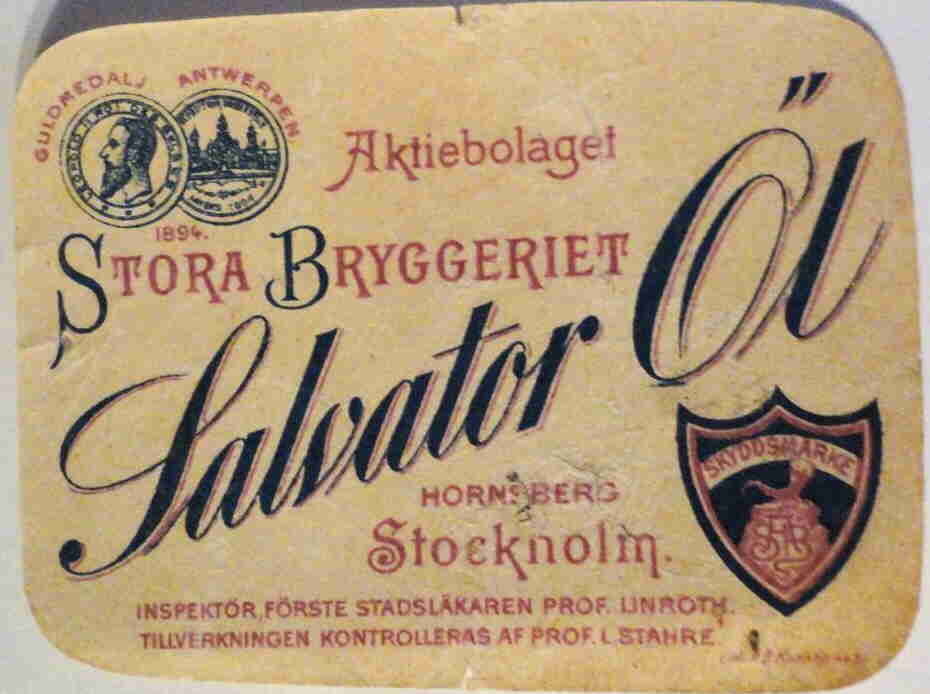 GULDMEDALJ ANTWERPEN
1894.
Aktiebolaget
STORA BRYGGERIET
Salvator Öl
HORNSBERG
Stockholm.
SKYDDSMÄRKE
INSPEKTÖR, FÖRSTE STADSLÄKAREN PROF. LINROTH.
TILLVERKNINGEN KONTROLLERAS AF PROF. L. STAHRE.